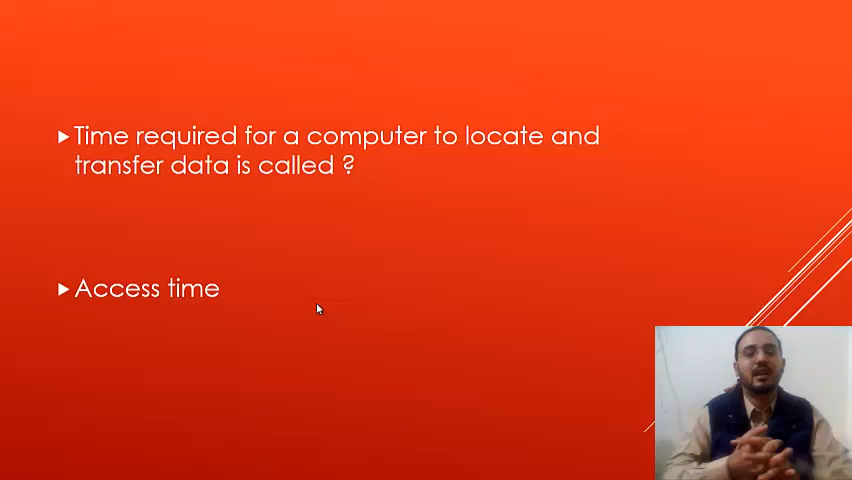 Time required for a computer to locate and
transfer data is called ?
Access time